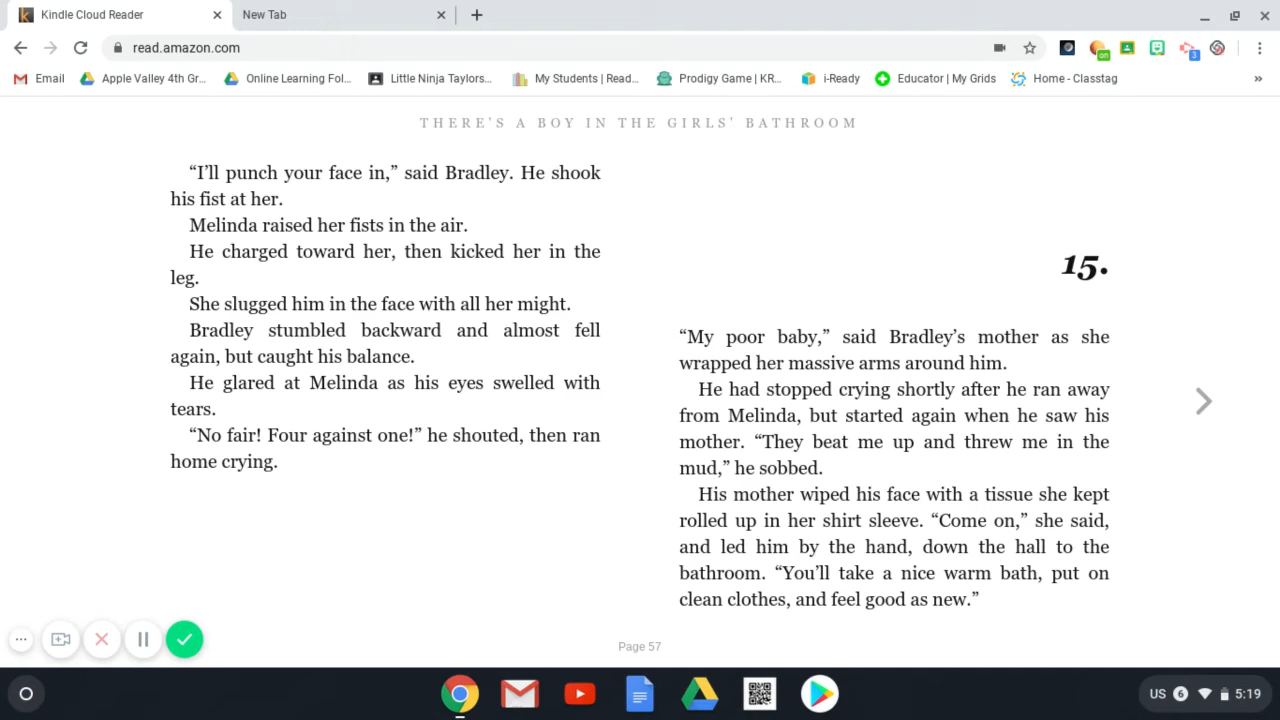 Kindle Cloud Reader
New Tab
read.amazon.com
on
3
Email
Apple Valley 4th Gr...
Online Learning Fol...
Little Ninja Taylors...
My Students | Read...
Prodigy Game | KR...
i-Ready
Educator | My Grids
Home - Classtag
»
THERE'S A BOY IN THE GIRLS' BATHROOM
“I’ll punch your face in,” said Bradley. He shook
his fist at her.
Melinda raised her fists in the air.
He charged toward her, then kicked her in the
leg.
She slugged him in the face with all her might.
Bradley stumbled backward and almost fell
again, but caught his balance.
He glared at Melinda as his eyes swelled with
tears.
“No fair! Four against one!” he shouted, then ran
home crying.
15.
“My poor baby,” said Bradley’s mother as she
wrapped her massive arms around him.
He had stopped crying shortly after he ran away
from Melinda, but started again when he saw his
mother. “They beat me up and threw me in the
mud,” he sobbed.
His mother wiped his face with a tissue she kept
rolled up in her shirt sleeve. “Come on,” she said,
and led him by the hand, down the hall to the
bathroom. “You’ll take a nice warm bath, put on
clean clothes, and feel good as new.”
Page 57
US
6
5:19